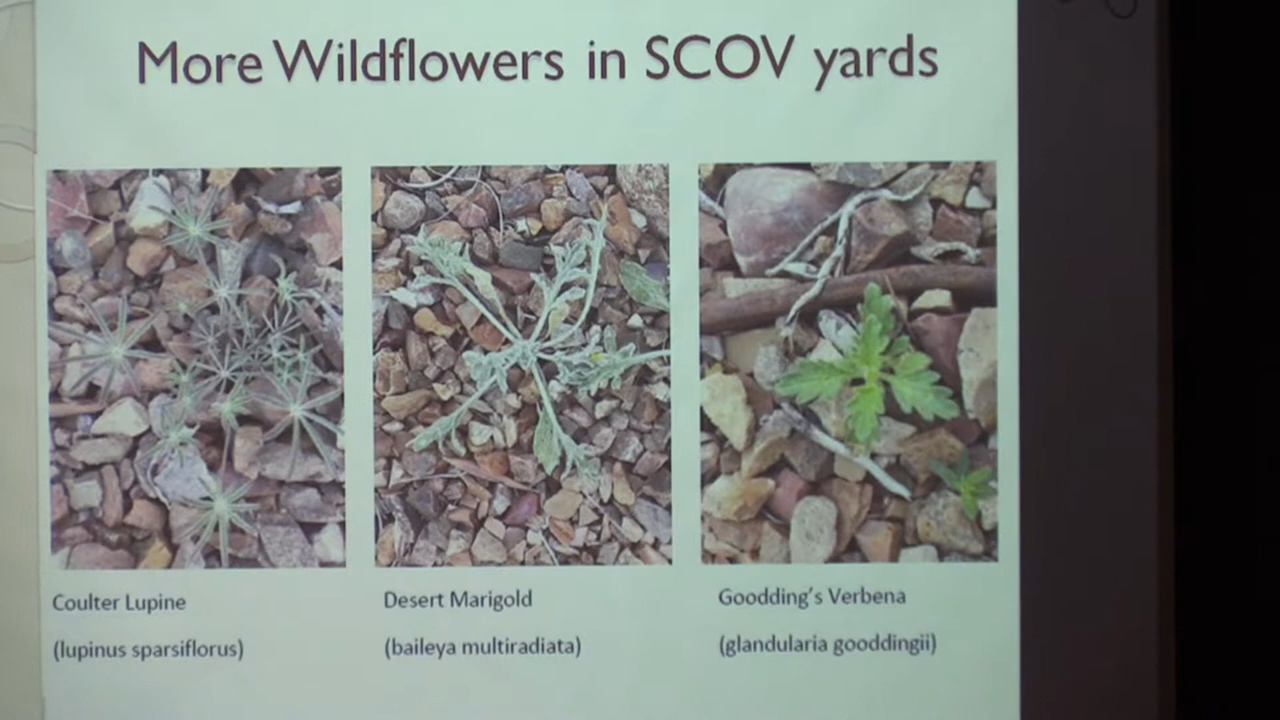 More Wildflowers in SCOV yards
Coulter Lupine
(lupinus sparsiflorus)
Desert Marigold
(baileya multiradiata)
Goodding's Verbena
(glandularia gooddingii)